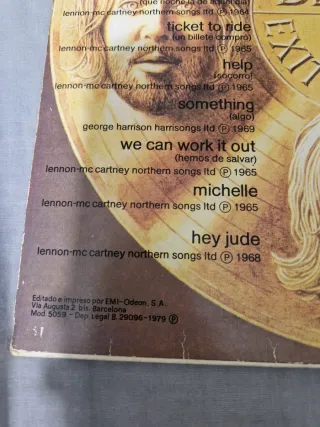 (que noche la de aquel dia)
lennon-mc cartney northern songs ltd Ⓟ 1964
ticket to ride
(un billete compro)
lennon-mc cartney northern songs ltd Ⓟ 1965
help
(socorro)
lennon-mc cartney northern songs ltd Ⓟ 1965
something
(algo)
george harrison harrisongs ltd Ⓟ 1969
we can work it out
(hemos de salvar)
lennon-mc cartney northern songs ltd Ⓟ 1965
michelle
lennon-mc cartney northern songs ltd Ⓟ 1965
hey jude
lennon-mc cartney northern songs ltd Ⓟ 1968
Editado e impreso por EMI-Odeon, S.A.
Via Augusta 2 bis. Barcelona
Mod. 5059 - Dep. Legal B. 29096-1979 Ⓟ
EXIT